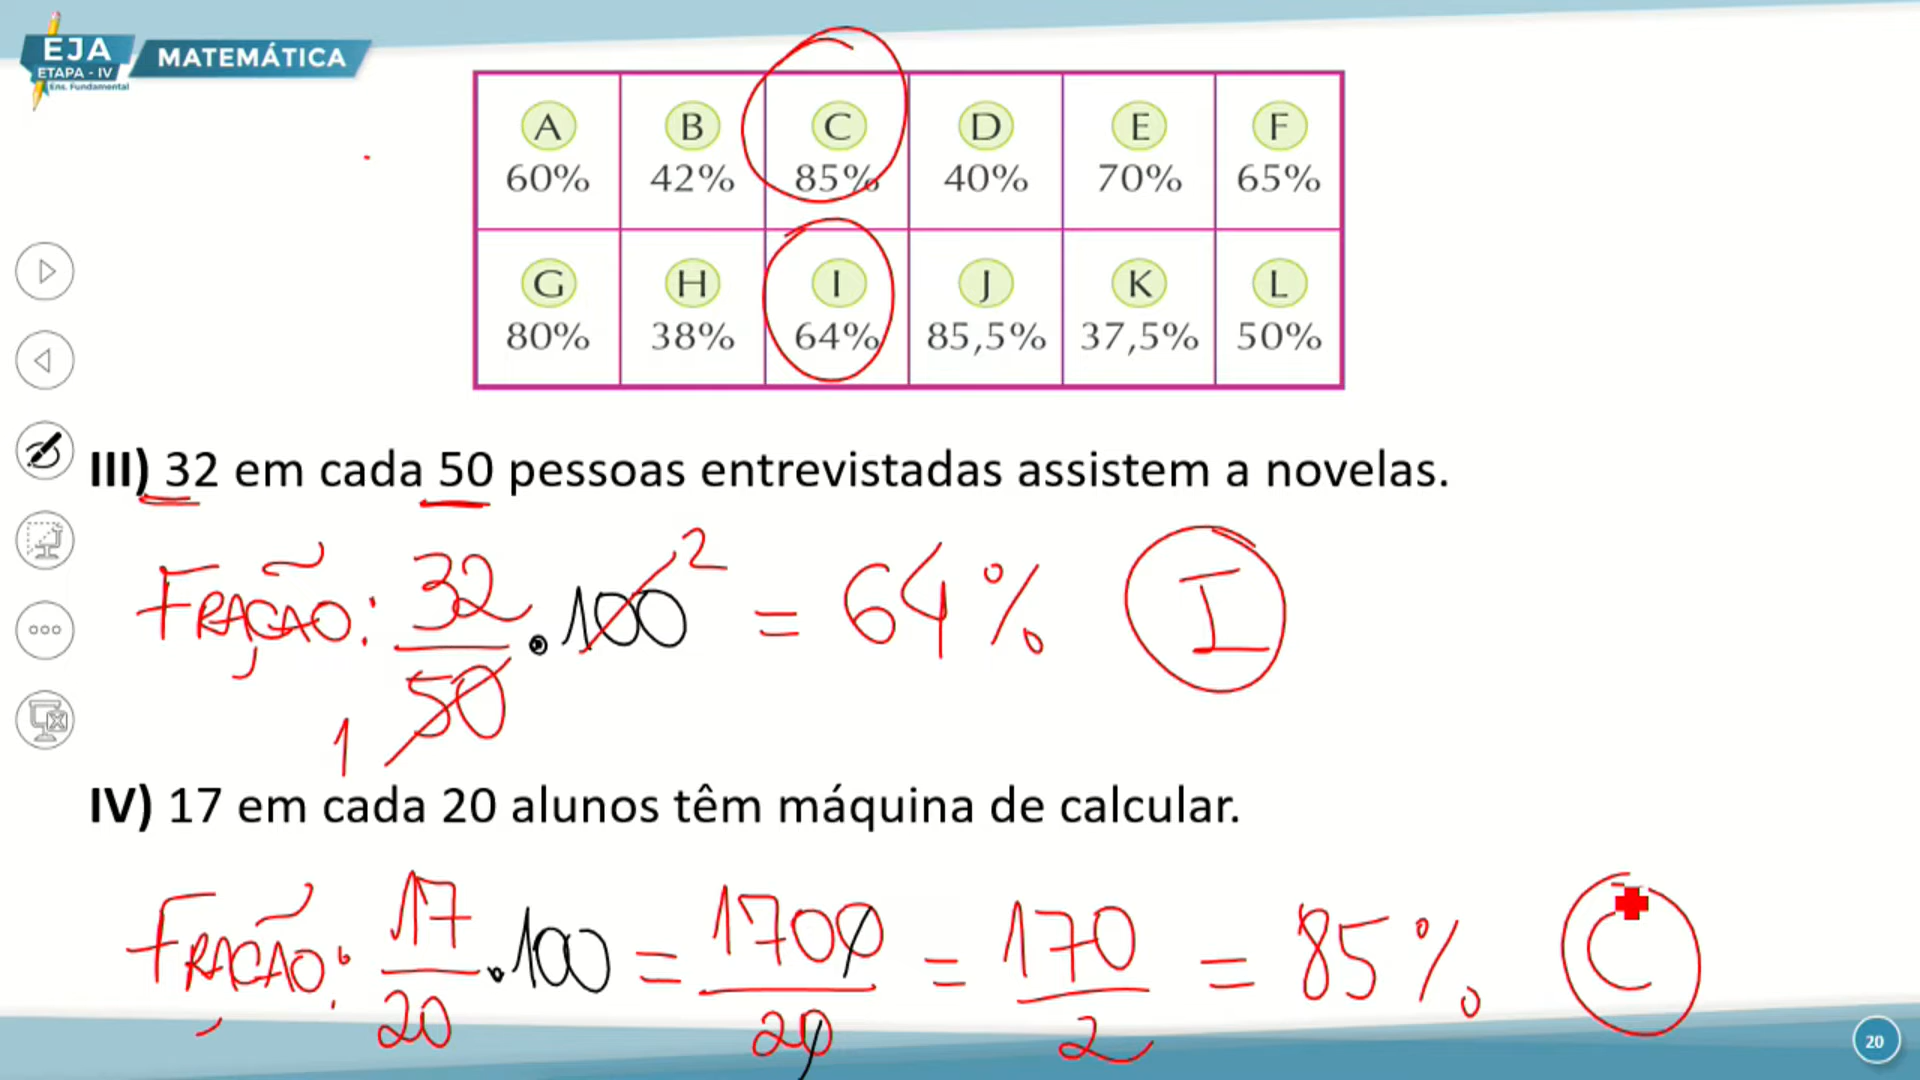 EJA
ETAPA - IV
Ens. Fundamental
MATEMÁTICA
A B C D E F
60% 42% 85% 40% 70% 65%
G H I J K L
80% 38% 64% 85,5% 37,5% 50%
III) 32 em cada 50 pessoas entrevistadas assistem a novelas.
FRAÇÃO: 32/50 . 100 2 = 64% I
1
IV) 17 em cada 20 alunos têm máquina de calcular.
FRAÇÃO: 17/20 . 100 = 1700/20 = 170/2 = 85% C
20